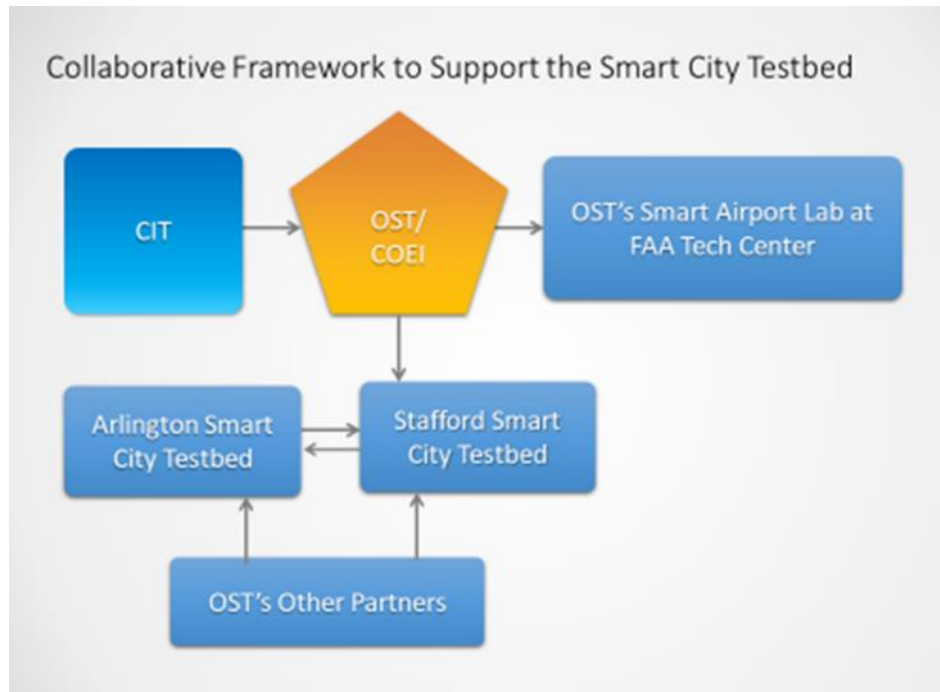 Collaborative Framework to Support the Smart City Testbed
CIT
OST/
COEI
OST's Smart Airport Lab at
FAA Tech Center
Arlington Smart
City Testbed
Stafford Smart
City Testbed
OST's Other Partners